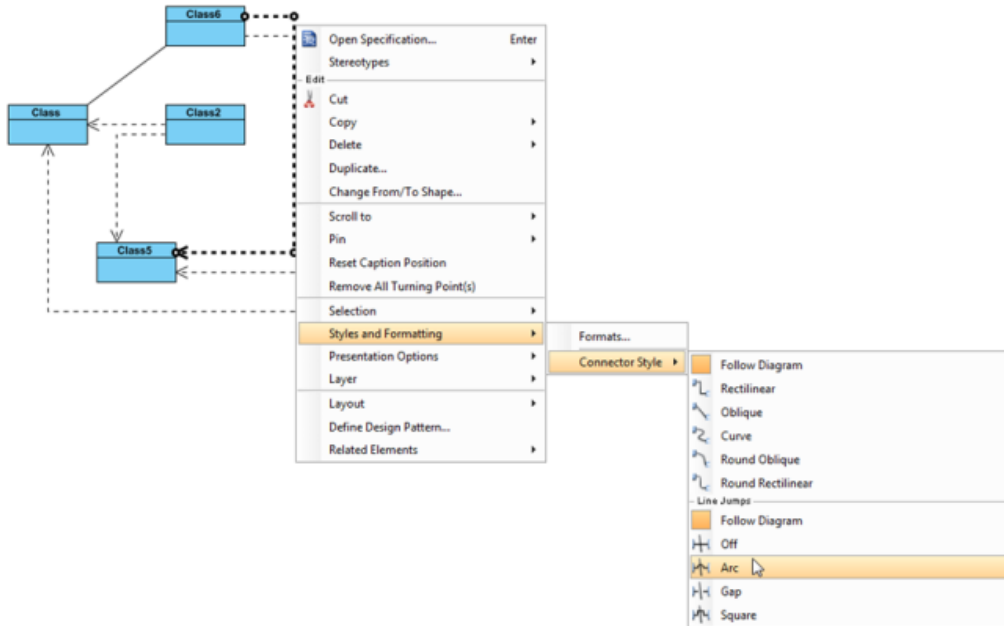 Class6
Class
Class2
Class5
Open Specification... Enter
Stereotypes
Edit
Cut
Copy
Delete
Duplicate...
Change From/To Shape...
Scroll to
Pin
Reset Caption Position
Remove All Turning Point(s)
Selection
Styles and Formatting
Presentation Options
Layer
Layout
Define Design Pattern...
Related Elements
Formats...
Connector Style
Follow Diagram
Rectilinear
Oblique
Curve
Round Oblique
Round Rectilinear
Line Jumps
Follow Diagram
Off
Arc
Gap
Square